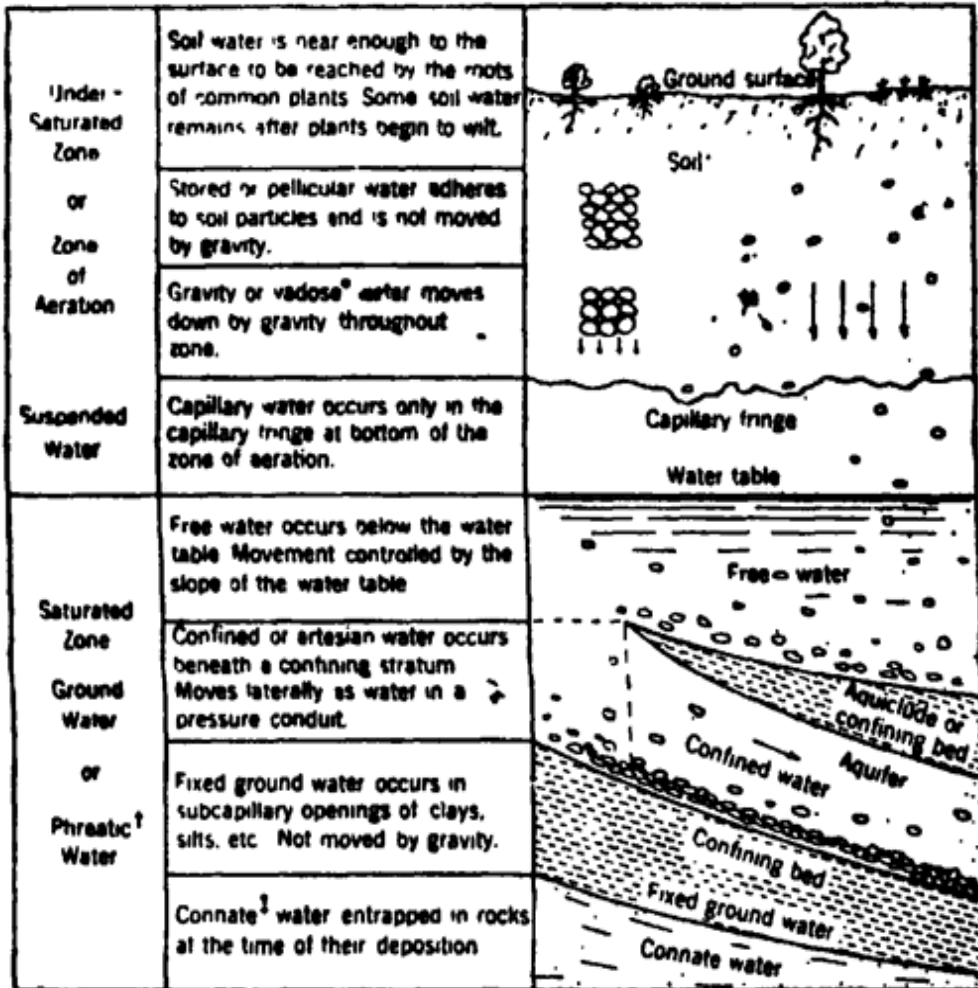 Under-
Saturated
Zone
or
Zone
of
Aeration
Suspended
Water
Soil water is near enough to the
surface to be reached by the roots
of common plants Some soil water
remains after plants begin to wilt.
Stored or pellicular water adheres
to soil particles and is not moved
by gravity.
Gravity or vadose* water moves
down by gravity throughout
zone.
Capillary water occurs only in the
capillary fringe at bottom of the
zone of aeration.
Ground surface
Soil
Capillary fringe
Water table
Saturated
Zone
Ground
Water
or
Phreatic†
Water
Free water occurs below the water
table Movement controlled by the
slope of the water table
Confined or artesian water occurs
beneath a confining stratum
Moves laterally as water in a
pressure conduit.
Fixed ground water occurs in
subcapillary openings of clays,
silts, etc Not moved by gravity.
Connate‡ water entrapped in rocks
at the time of their deposition
Free water
Aquiclude or
confining bed
Aquifer
Confined water
Confining bed
Fixed ground water
Connate water